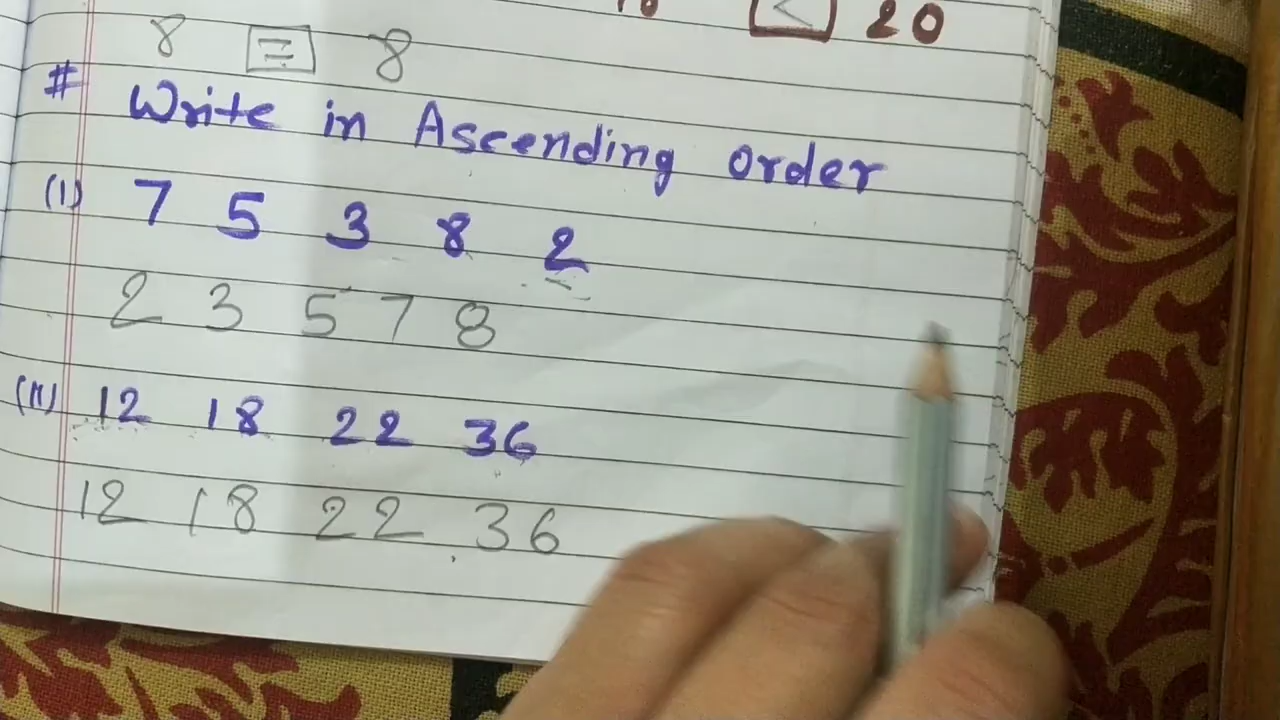 < 20
8 = 8
# Write in Ascending order
(I) 7 5 3 8 2
2 3 5 7 8
(II) 12 18 22 36
12 18 22 36